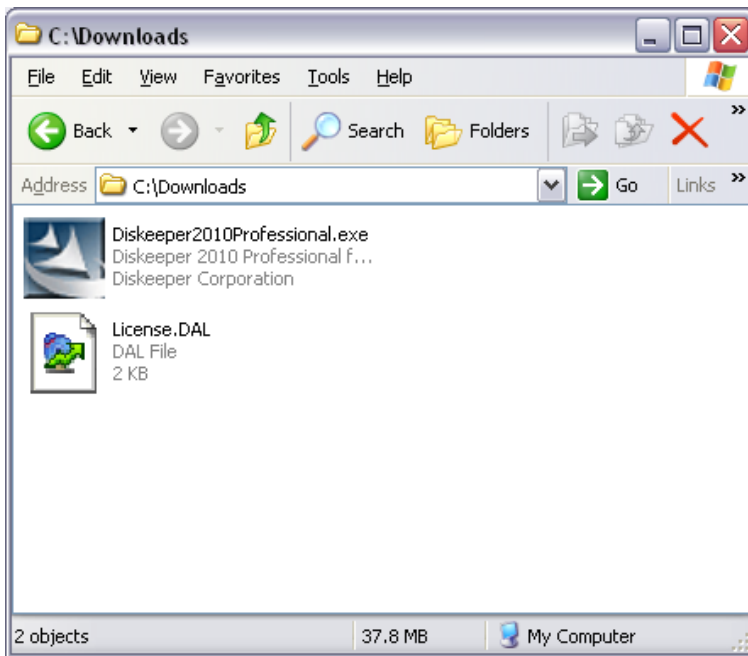 C:\Downloads
File Edit View Favorites Tools Help
Back Search Folders »
Address C:\Downloads Go Links »
Diskeeper2010Professional.exe
Diskeeper 2010 Professional f...
Diskeeper Corporation
License.DAL
DAL File
2 KB
2 objects 37.8 MB My Computer